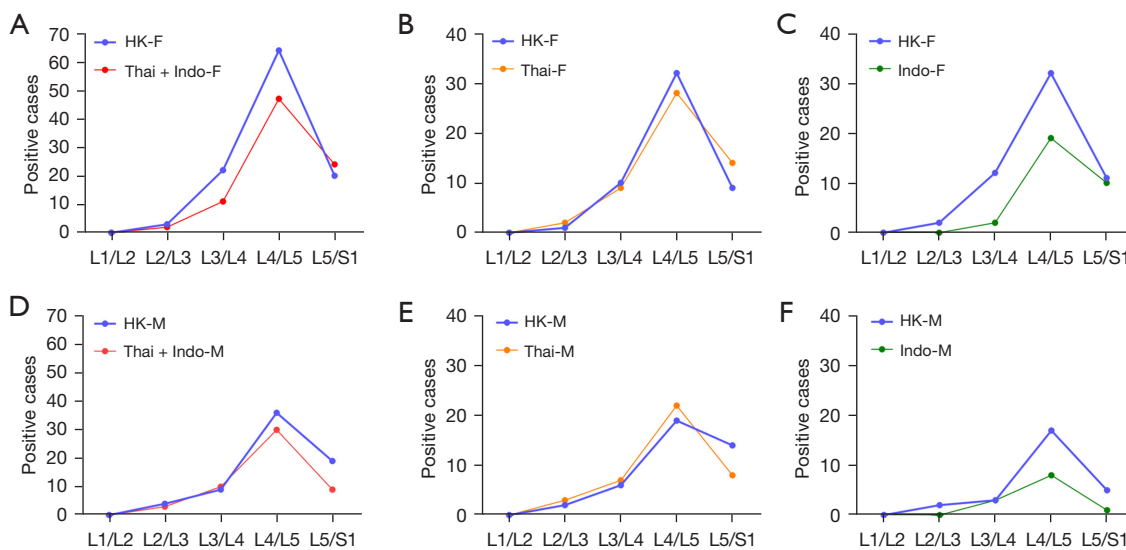 A
Positive cases
70
60
50
40
30
20
10
0
HK-F
Thai + Indo-F
L1/L2 L2/L3 L3/L4 L4/L5 L5/S1
B
Positive cases
40
30
20
10
0
HK-F
Thai-F
L1/L2 L2/L3 L3/L4 L4/L5 L5/S1
C
Positive cases
40
30
20
10
0
HK-F
Indo-F
L1/L2 L2/L3 L3/L4 L4/L5 L5/S1
D
Positive cases
70
60
50
40
30
20
10
0
HK-M
Thai + Indo-M
L1/L2 L2/L3 L3/L4 L4/L5 L5/S1
E
Positive cases
40
30
20
10
0
HK-M
Thai-M
L1/L2 L2/L3 L3/L4 L4/L5 L5/S1
F
Positive cases
40
30
20
10
0
HK-M
Indo-M
L1/L2 L2/L3 L3/L4 L4/L5 L5/S1